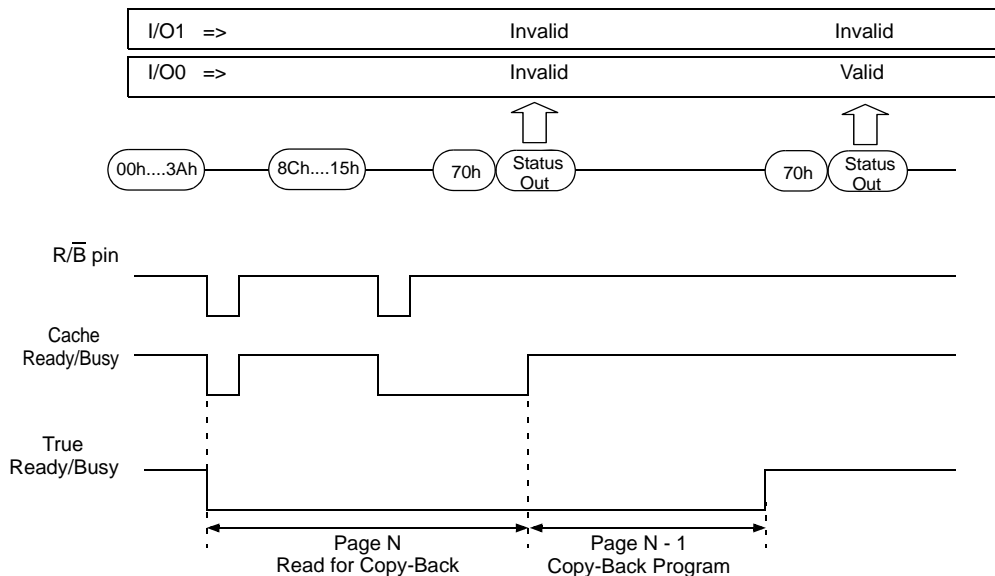 I/O1 => Invalid Invalid
I/O0 => Invalid Valid
00h....3Ah 8Ch....15h 70h Status Out 70h Status Out
R/B̅ pin
Cache
Ready/Busy
True
Ready/Busy
Page N Page N - 1
Read for Copy-Back Copy-Back Program